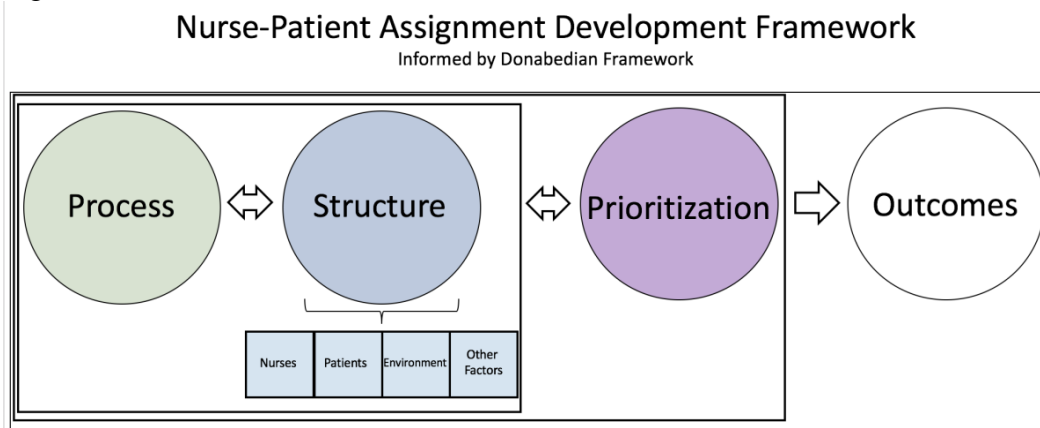 Nurse-Patient Assignment Development Framework
Informed by Donabedian Framework
Process
Structure
Prioritization
Outcomes
Nurses
Patients
Environment
Other
Factors